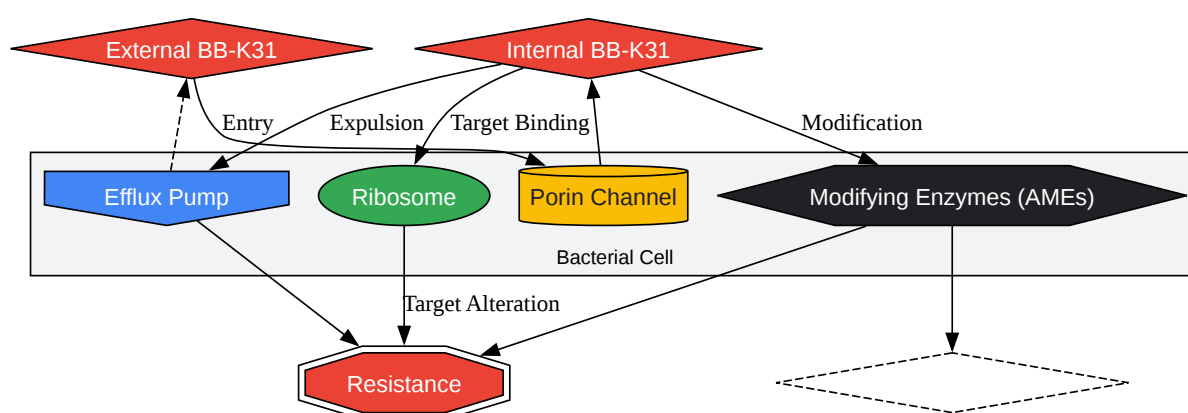 External BB-K31
Internal BB-K31
Entry
Expulsion
Target Binding
Modification
Efflux Pump
Ribosome
Porin Channel
Modifying Enzymes (AMEs)
Bacterial Cell
Target Alteration
Resistance